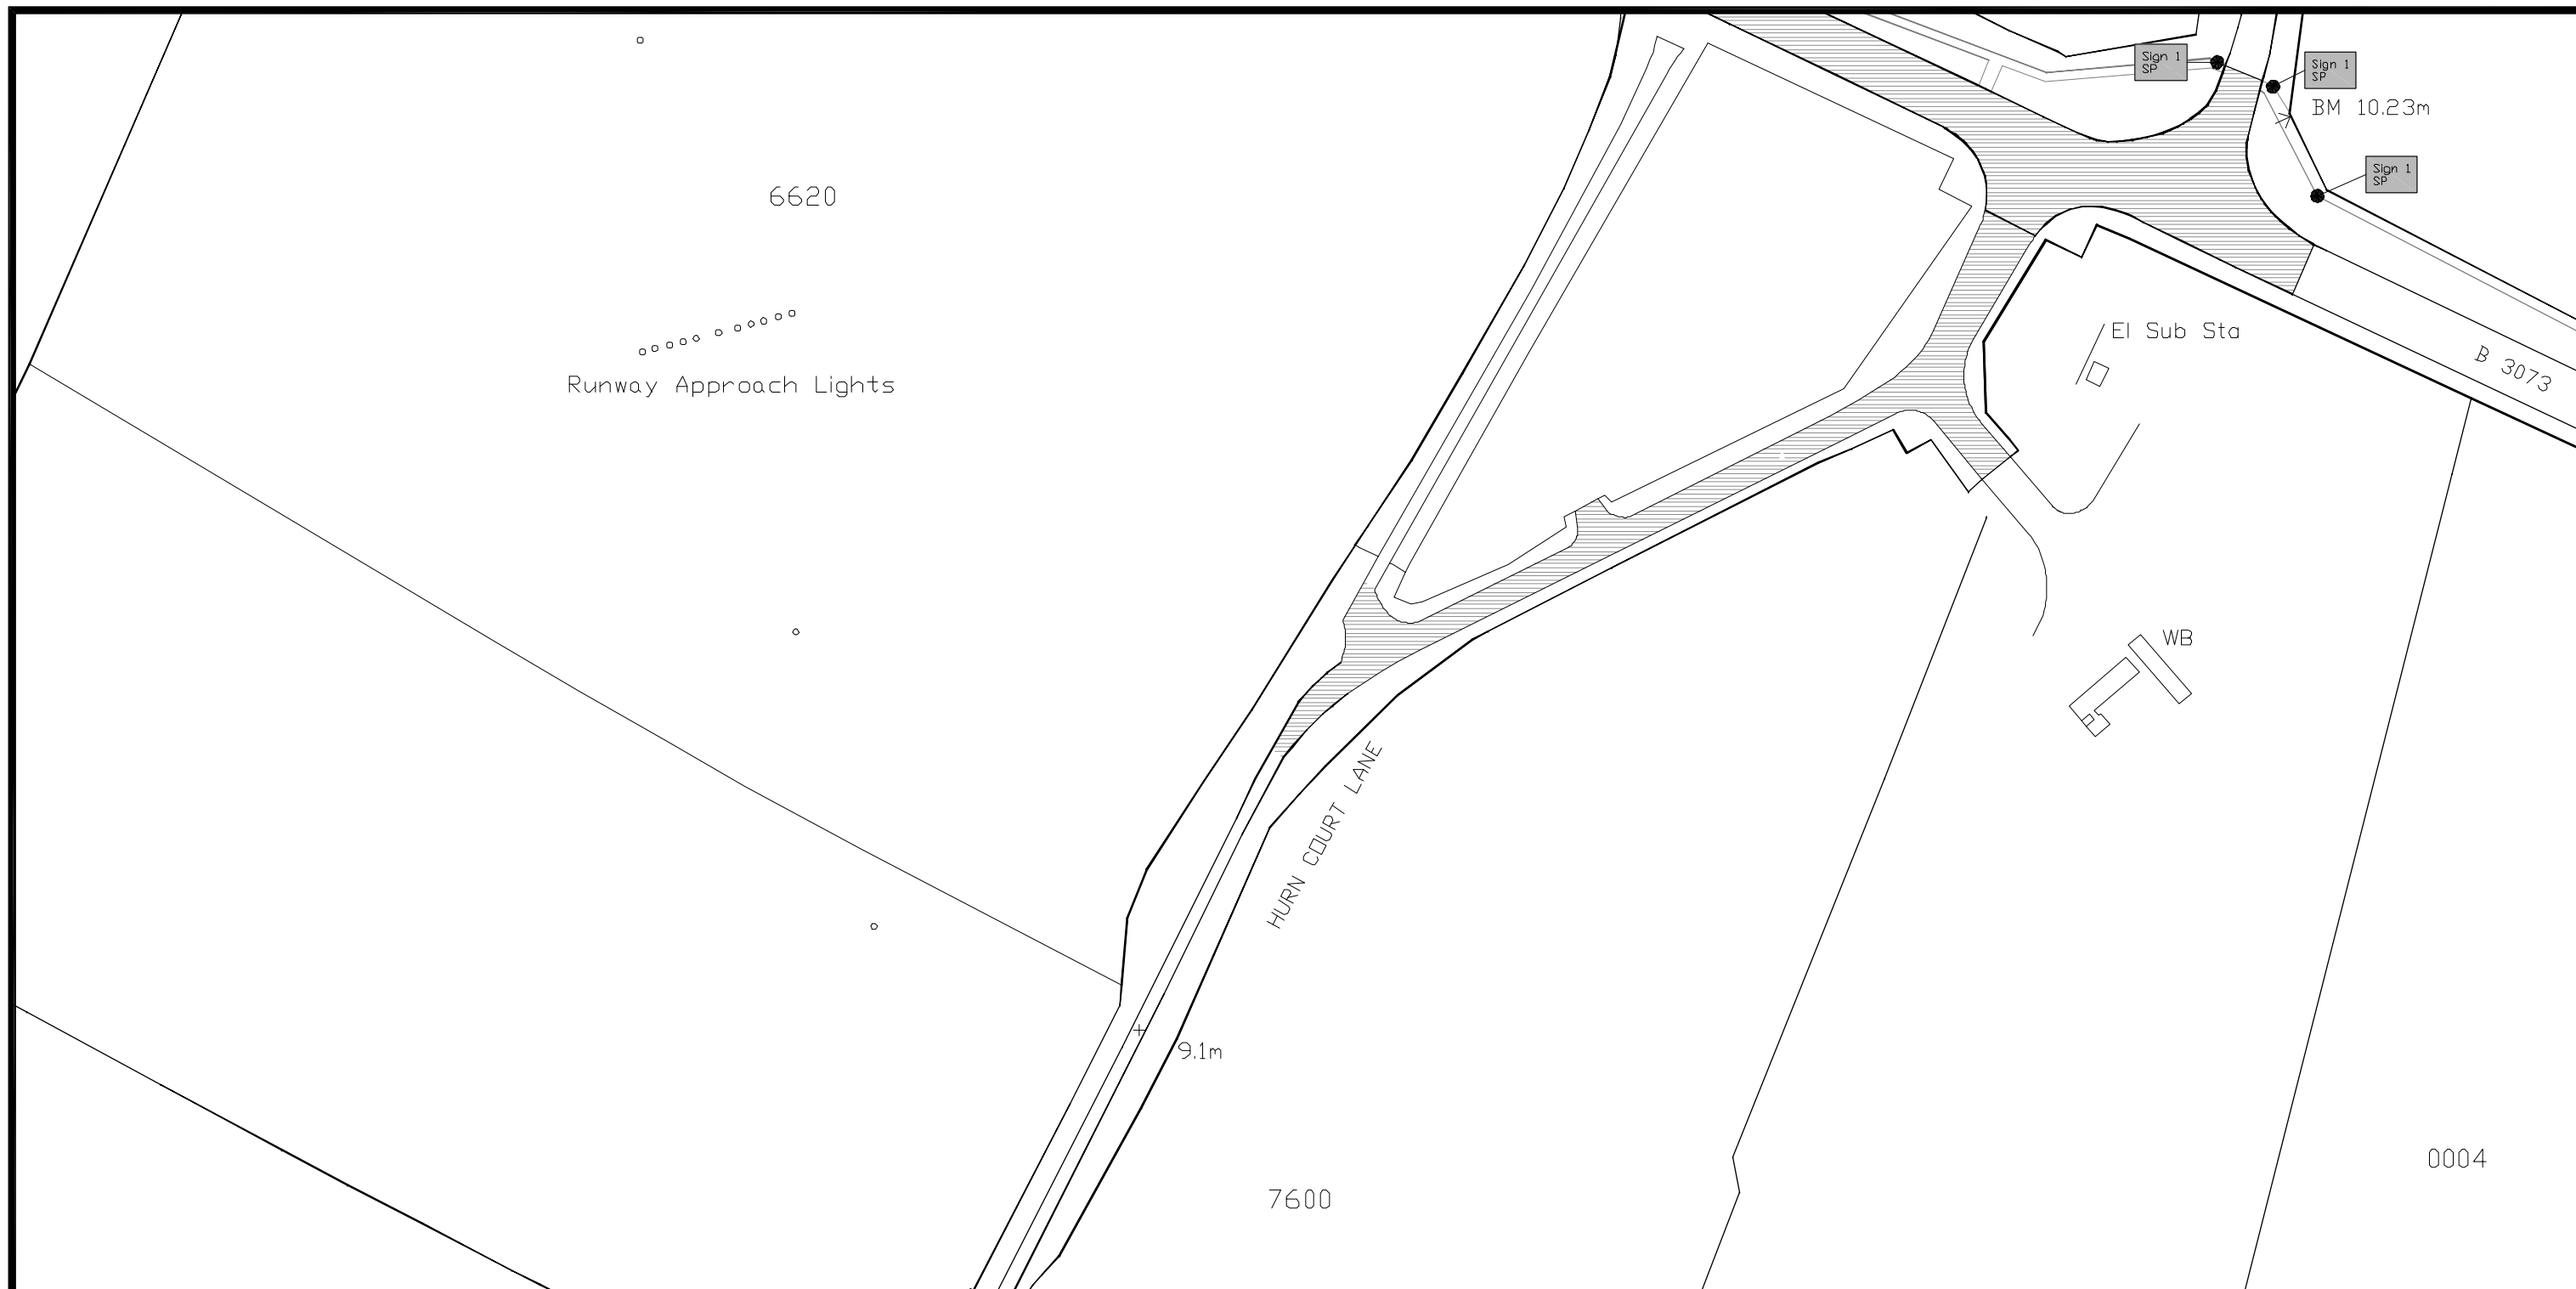 Sign 1
SP
Sign 1
SP
BM 10.23m
Sign 1
SP
6620
El Sub Sta
B 3073
Runway Approach Lights
WB
HURN COURT LANE
9.1m
0004
7600